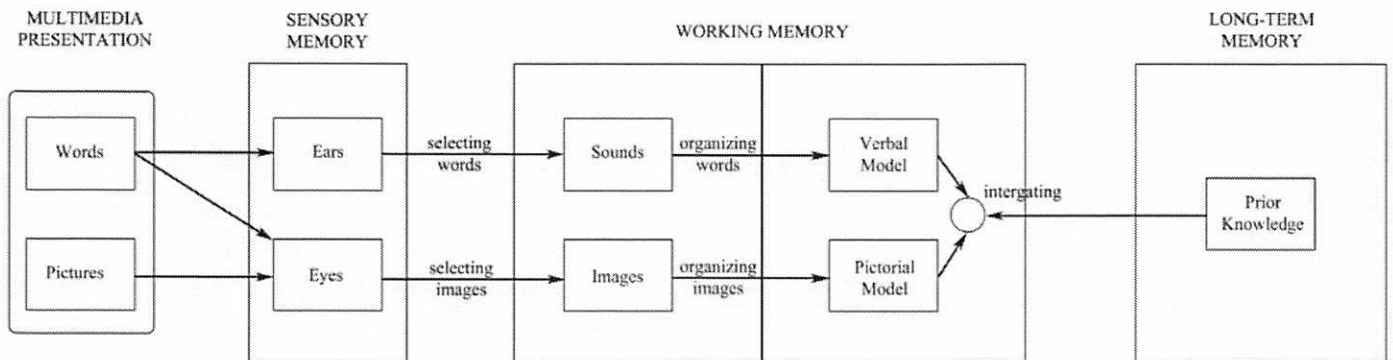 MULTIMEDIA
PRESENTATION
SENSORY
MEMORY
WORKING MEMORY
LONG-TERM
MEMORY
Words
Pictures
Ears
Eyes
selecting
words
selecting
images
Sounds
Images
organizing
words
organizing
images
Verbal
Model
Pictorial
Model
intergating
Prior
Knowledge